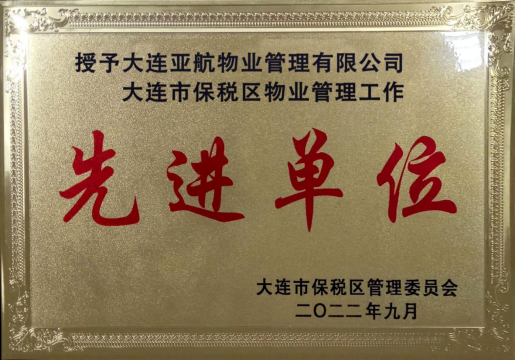 授予大连亚航物业管理有限公司
大连市保税区物业管理工作
先进单位
大连市保税区管理委员会
二〇二二年九月